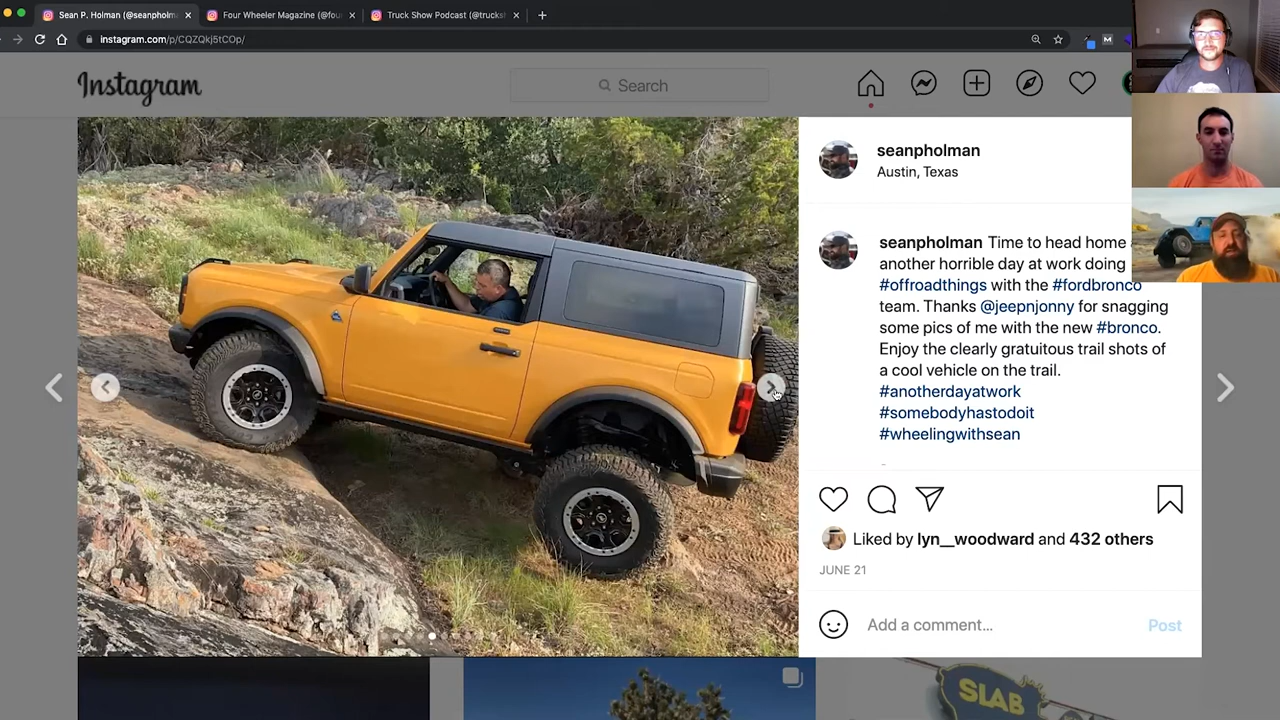 Sean P. Holman (@seanpholm
Four Wheeler Magazine (@fou
Truck Show Podcast (@trucks
instagram.com/p/CQZQkj5tCOp/
Instagram
Search
seanpholman
Austin, Texas
seanpholman Time to head home
another horrible day at work doing
#offroadthings with the #fordbronco
team. Thanks @jeepnjonny for snagging
some pics of me with the new #bronco.
Enjoy the clearly gratuitous trail shots of
a cool vehicle on the trail.
#anotherdayatwork
#somebodyhastodoit
#wheelingwithsean
Liked by lyn__woodward and 432 others
JUNE 21
Add a comment…
Post
SLAB